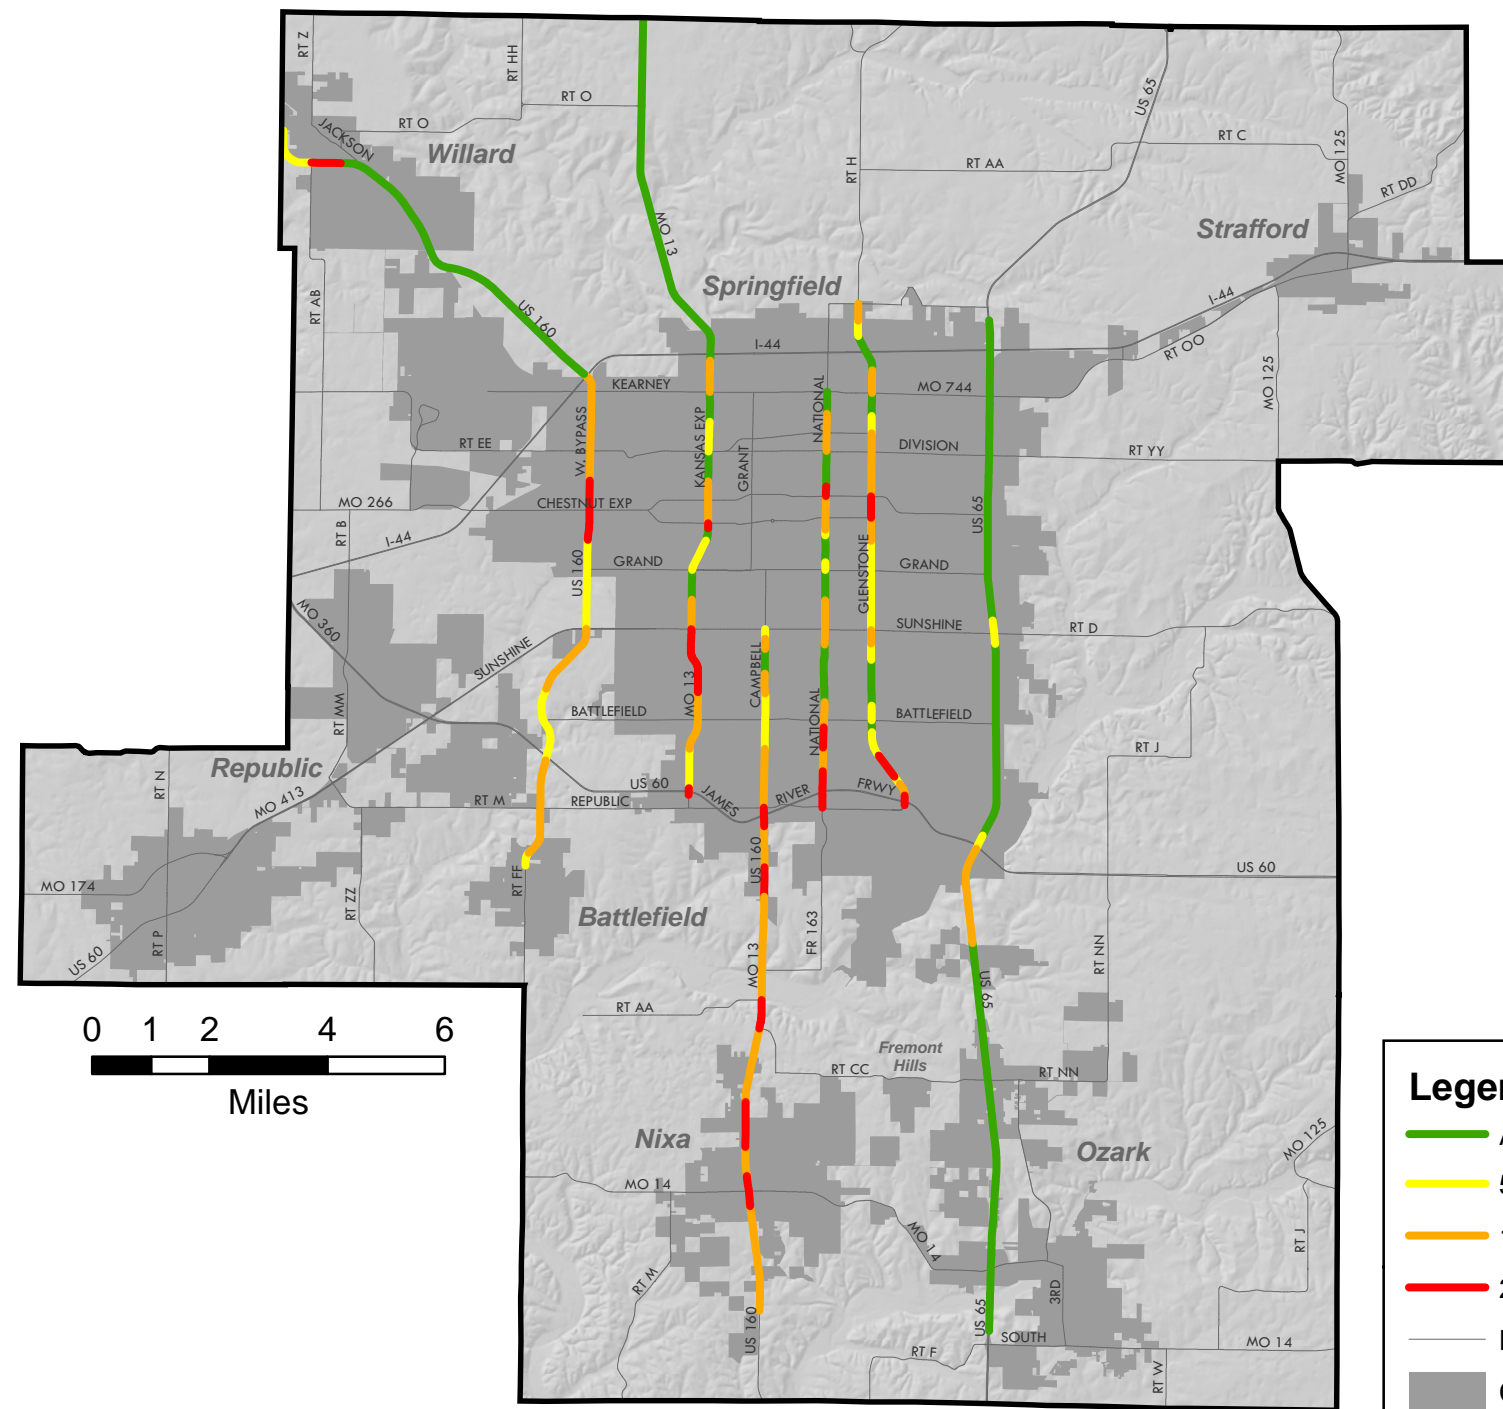 RT Z
RT HH
RT O
RT O
JACKSON
Willard
MO 13
RT H
US 65
RT AA
RT C
MO 125
RT DD
Strafford
Springfield
RT AB
US 160
I-44
I-44
RT OO
KEARNEY
NATIONAL
MO 744
MO 125
W. BYPASS
KANSAS EXP
GRANT
RT EE
DIVISION
RT YY
MO 266
CHESTNUT EXP
US 65
RT B
I-44
US 160
GRAND
GLENSTONE
GRAND
MO 360
SUNSHINE
SUNSHINE
RT D
CAMPBELL
MO 13
RT MM
BATTLEFIELD
NATIONAL
BATTLEFIELD
RT J
Republic
RT N
MO 413
RT M
US 60
REPUBLIC
JAMES
RIVER
FRWY
US 160
US 60
MO 174
RT FF
RT ZZ
Battlefield
RT P
US 60
FR 163
MO 13
RT NN
US 65
RT AA
0 1 2 4 6
Miles
Fremont
Hills
RT CC
RT NN
Nixa
Ozark
MO 125
MO 14
MO 14
RT J
RT M
US 160
US 65
3RD
SOUTH
MO 14
RT F
RT W
Leger